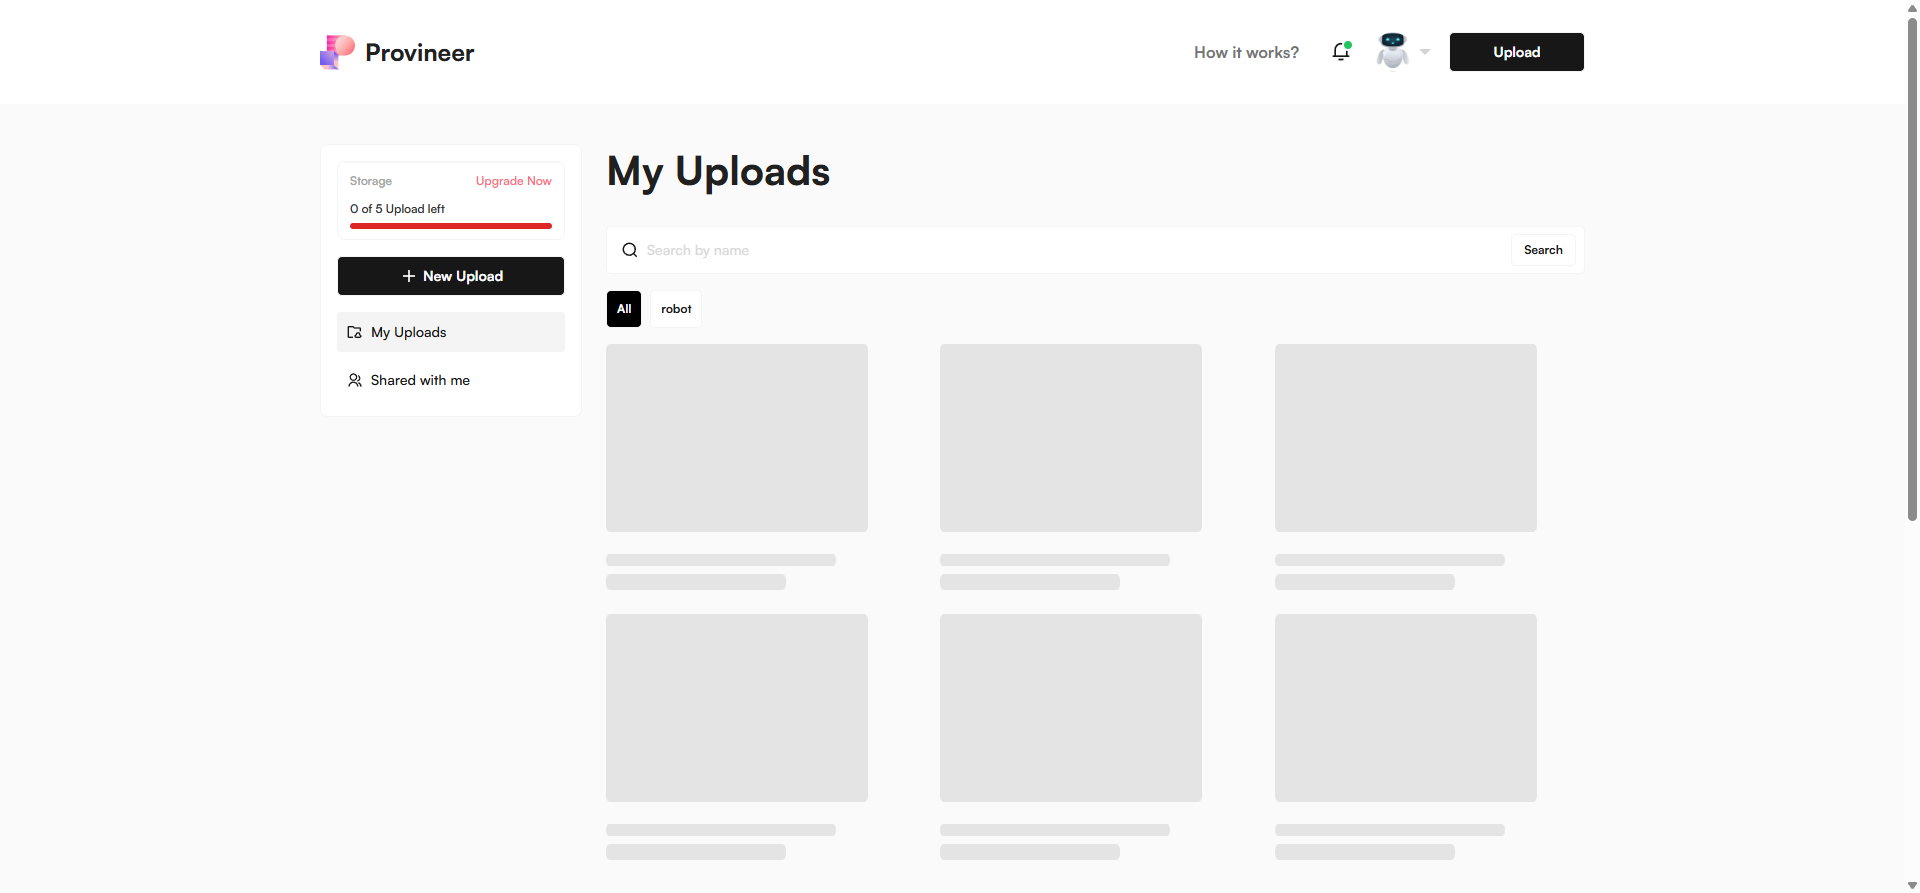 Provineer
How it works?
Upload
Storage
Upgrade Now
0 of 5 Upload left
New Upload
My Uploads
Shared with me
My Uploads
Search by name
Search
All
robot